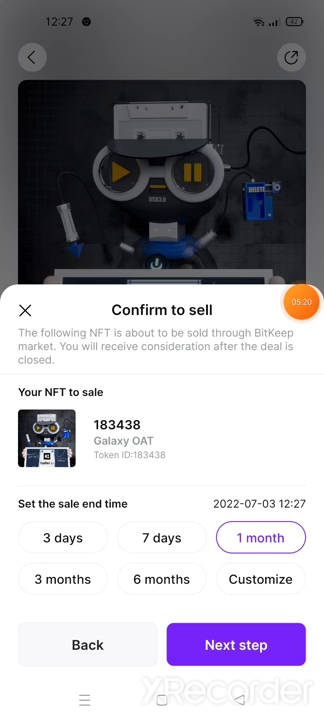 12:27
42
DELETE
05:20
Confirm to sell
The following NFT is about to be sold through BitKeep
market. You will receive consideration after the deal is
closed.
Your NFT to sale
183438
Galaxy OAT
Token ID:183438
Set the sale end time
2022-07-03 12:27
3 days
7 days
1 month
3 months
6 months
Customize
Back
Next step
XRecorder